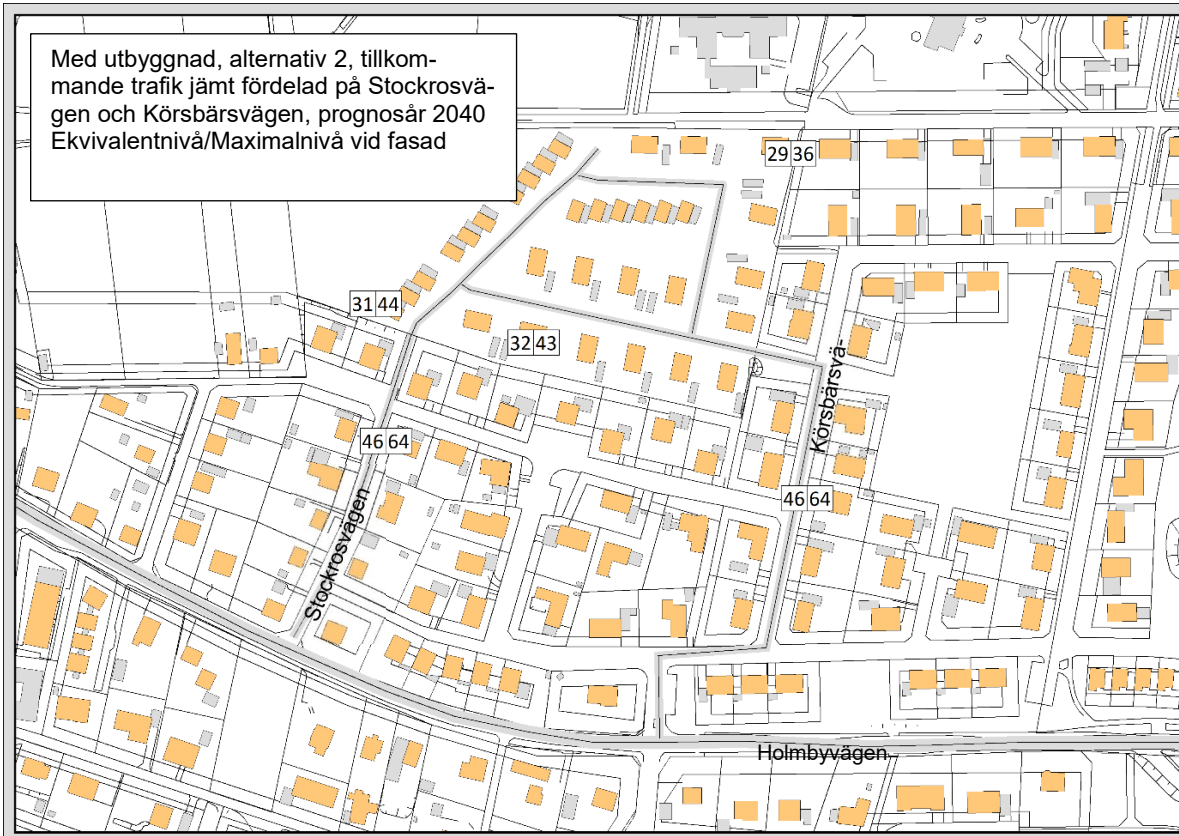 Med utbyggnad, alternativ 2, tillkom-
mande trafik jämt fördelad på Stockrosvä-
gen och Körsbärsvägen, prognosår 2040
Ekvivalentnivå/Maximalnivå vid fasad
29 36
31 44
32 43
Körsbärsvä-
46 64
46 64
Stockrosvägen
Holmbyvägen